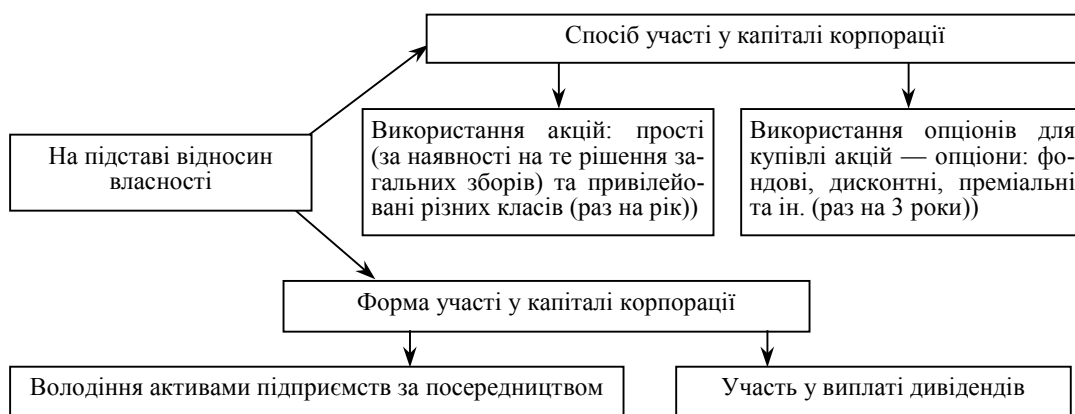 Спосіб участі у капіталі корпорації
На підставі відносин
власності
Використання акцій: прості
(за наявності на те рішення за-
гальних зборів) та привілейо-
вані різних класів (раз на рік))
Використання опціонів для
купівлі акцій — опціони: фо-
ндові, дисконтні, преміальні
та ін. (раз на 3 роки))
Форма участі у капіталі корпорації
Володіння активами підприємств за посередництвом
Участь у виплаті дивідендів